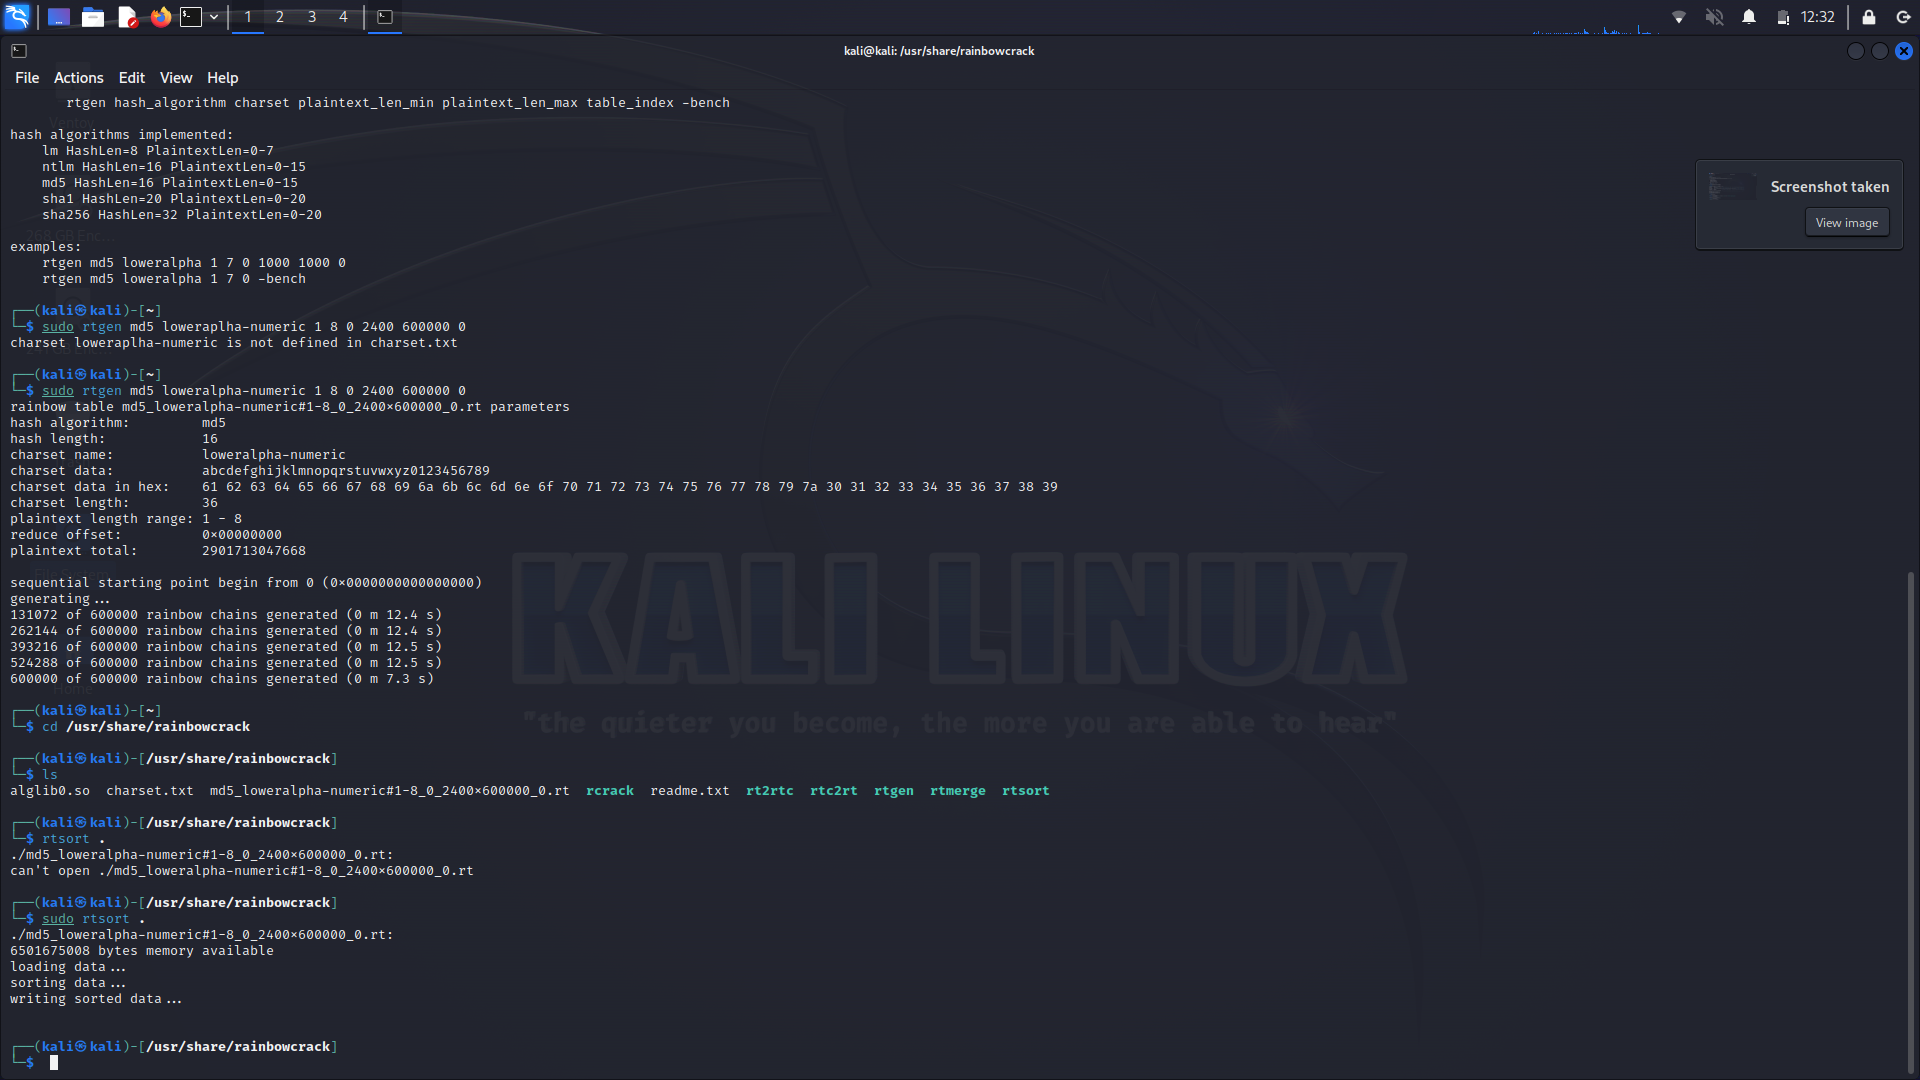 1 2 3 4
12:32
kali@kali: /usr/share/rainbowcrack
File Actions Edit View Help
rtgen hash_algorithm charset plaintext_len_min plaintext_len_max table_index -bench
hash algorithms implemented:
lm HashLen=8 PlaintextLen=0-7
ntlm HashLen=16 PlaintextLen=0-15
md5 HashLen=16 PlaintextLen=0-15
sha1 HashLen=20 PlaintextLen=0-20
sha256 HashLen=32 PlaintextLen=0-20
Screenshot taken
View image
examples:
rtgen md5 loweralpha 1 7 0 1000 1000 0
rtgen md5 loweralpha 1 7 0 -bench
┌──(kali㉿kali)-[~]
└─$ sudo rtgen md5 loweraplha-numeric 1 8 0 2400 600000 0
charset loweraplha-numeric is not defined in charset.txt
┌──(kali㉿kali)-[~]
└─$ sudo rtgen md5 loweralpha-numeric 1 8 0 2400 600000 0
rainbow table md5_loweralpha-numeric#1-8_0_2400×600000_0.rt parameters
hash algorithm: md5
hash length: 16
charset name: loweralpha-numeric
charset data: abcdefghijklmnopqrstuvwxyz0123456789
charset data in hex: 61 62 63 64 65 66 67 68 69 6a 6b 6c 6d 6e 6f 70 71 72 73 74 75 76 77 78 79 7a 30 31 32 33 34 35 36 37 38 39
charset length: 36
plaintext length range: 1 - 8
reduce offset: 0×00000000
plaintext total: 2901713047668
sequential starting point begin from 0 (0×0000000000000000)
generating...
131072 of 600000 rainbow chains generated (0 m 12.4 s)
262144 of 600000 rainbow chains generated (0 m 12.4 s)
393216 of 600000 rainbow chains generated (0 m 12.5 s)
524288 of 600000 rainbow chains generated (0 m 12.5 s)
600000 of 600000 rainbow chains generated (0 m 7.3 s)
KALI LINUX
"the quieter you become, the more you are able to hear"
Home
┌──(kali㉿kali)-[~]
└─$ cd /usr/share/rainbowcrack
┌──(kali㉿kali)-[/usr/share/rainbowcrack]
└─$ ls
alglib0.so charset.txt md5_loweralpha-numeric#1-8_0_2400×600000_0.rt rcrack readme.txt rt2rtc rtc2rt rtgen rtmerge rtsort
┌──(kali㉿kali)-[/usr/share/rainbowcrack]
└─$ rtsort .
./md5_loweralpha-numeric#1-8_0_2400×600000_0.rt:
can't open ./md5_loweralpha-numeric#1-8_0_2400×600000_0.rt
┌──(kali㉿kali)-[/usr/share/rainbowcrack]
└─$ sudo rtsort .
./md5_loweralpha-numeric#1-8_0_2400×600000_0.rt:
6501675008 bytes memory available
loading data...
sorting data...
writing sorted data...
┌──(kali㉿kali)-[/usr/share/rainbowcrack]
└─$